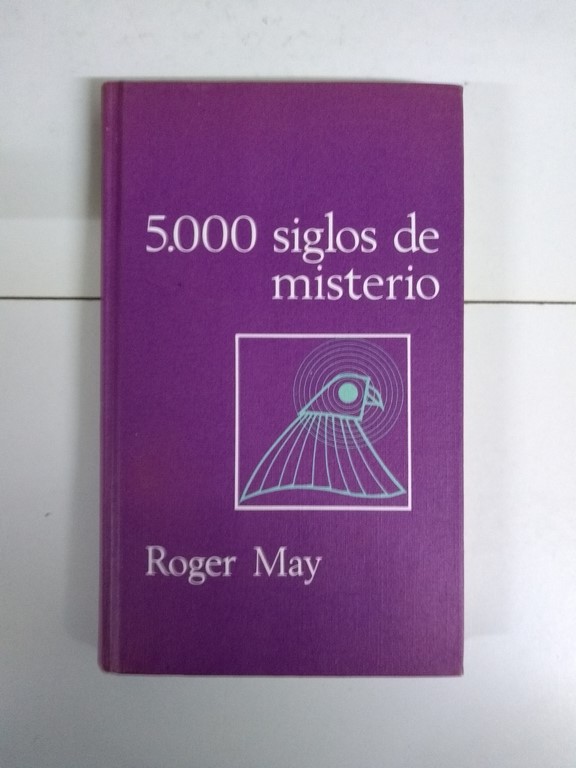 5.000 siglos de
misterio
Roger May